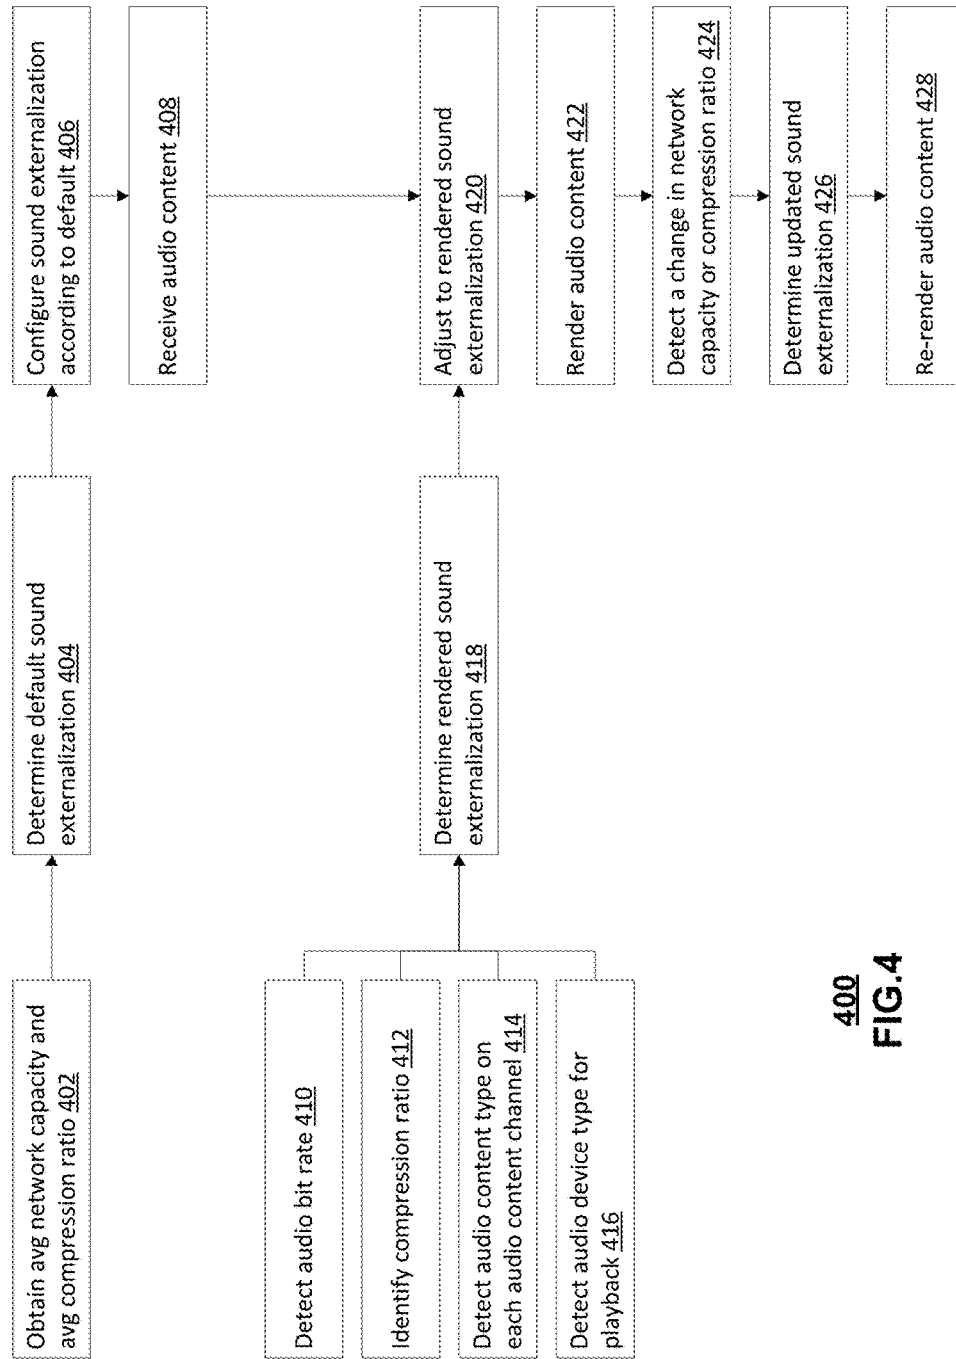 Obtain avg network capacity and
avg compression ratio 402
Determine default sound
externalization 404
Configure sound externalization
according to default 406
Receive audio content 408
Detect audio bit rate 410
Identify compression ratio 412
Detect audio content type on
each audio content channel 414
Detect audio device type for
playback 416
Determine rendered sound
externalization 418
Adjust to rendered sound
externalization 420
Render audio content 422
Detect a change in network
capacity or compression ratio 424
Determine updated sound
externalization 426
Re-render audio content 428
400
FIG.4